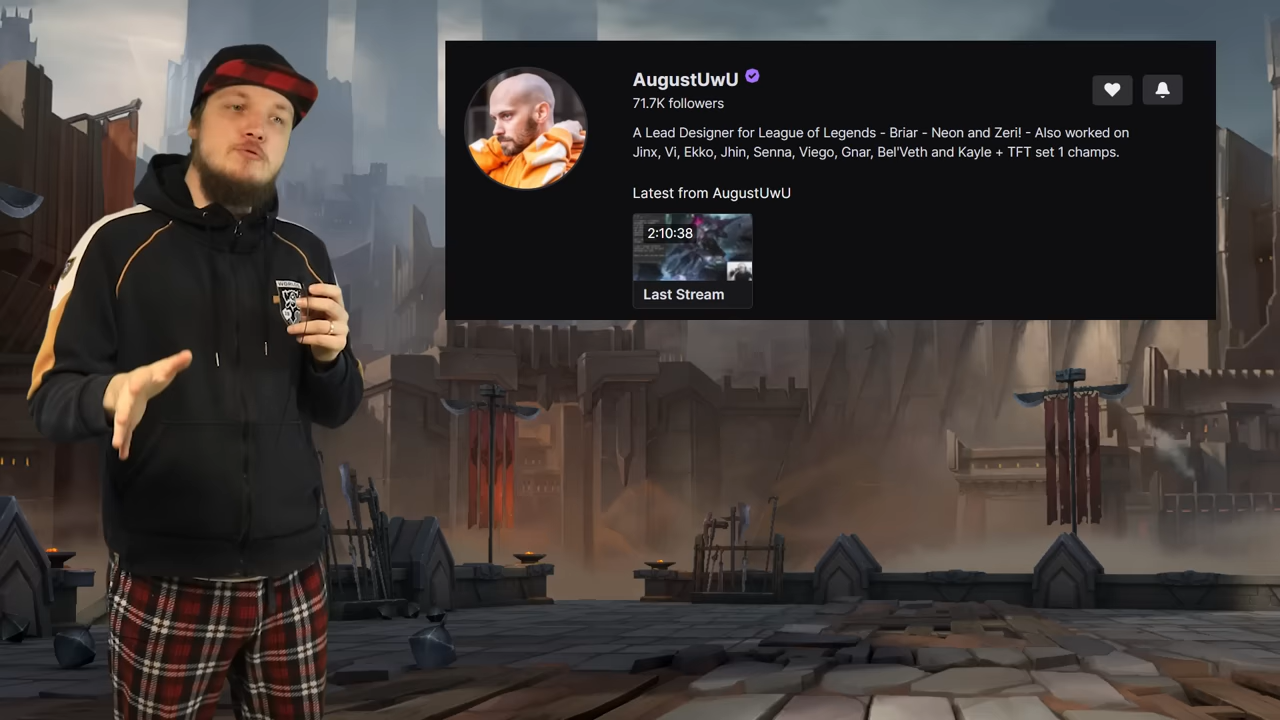 AugustUwU
71.7K followers
A Lead Designer for League of Legends - Briar - Neon and Zeri! - Also worked on
Jinx, Vi, Ekko, Jhin, Senna, Viego, Gnar, Bel'Veth and Kayle + TFT set 1 champs.
Latest from AugustUwU
2:10:38
Last Stream